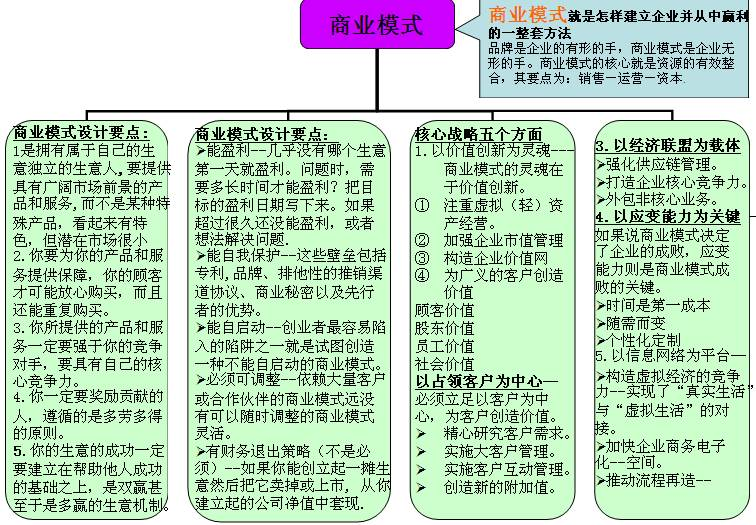 商业模式
商业模式就是怎样建立企业并从中赢利
的一整套方法
品牌是企业的有形的手，商业模式是企业无
形的手。商业模式的核心就是资源的有效整
合，其要点为：销售—运营—资本.
商业模式设计要点：
1是拥有属于自己的生
意独立的生意人,要提供
具有广阔市场前景的产
品和服务,而不是某种特
殊产品，看起来有特
色，但潜在市场很小
2.你要为你的产品和服
务提供保障，你的顾客
才可能放心购买，而且
还能重复购买。
3.你所提供的产品和服
务一定要强于你的竞争
对手，要具有自己的核
心竞争力。
4.你一定要奖励贡献的
人，遵循的是多劳多得
的原则。
5.你的生意的成功一定
要建立在帮助他人成功
的基础之上，是双赢甚
至于是多赢的生意机制。
商业模式设计要点：
➢能盈利--几乎没有哪个生意
第一天就盈利。问题时，需
要多长时间才能盈利？把目
标的盈利日期写下来。如果
超过很久还没能盈利，或者
想法解决问题.
➢能自我保护--这些壁垒包括
专利,品牌、排他性的推销渠
道协议、商业秘密以及先行
者的优势。
➢能自启动--创业者最容易陷
入的陷阱之一就是试图创造
一种不能自启动的商业模式。
➢必须可调整--依赖大量客户
或合作伙伴的商业模式远没
有可以随时调整的商业模式
灵活。
➢有财务退出策略（不是必
须）--如果你能创立起一摊生
意然后把它卖掉或上市, 从你
建立起的公司净值中套现.
核心战略五个方面
1.以价值创新为灵魂---
商业模式的灵魂在
于价值创新。
① 注重虚拟（轻）资
产经营。
② 加强企业市值管理
③ 构造企业价值网
④ 为广义的客户创造
价值
顾客价值
股东价值
员工价值
社会价值
以占领客户为中心—
必须立足以客户为中
心，为客户创造价值。
➢ 精心研究客户需求。
➢ 实施大客户管理。
➢ 实施客户互动管理。
➢ 创造新的附加值。
3.以经济联盟为载体
➢强化供应链管理。
➢打造企业核心竞争力。
➢外包非核心业务。
4.以应变能力为关键
如果说商业模式决定
了企业的成败，应变
能力则是商业模式成
败的关键。
➢时间是第一成本
➢随需而变
➢个性化定制
5.以信息网络为平台—
➢构造虚拟经济的竞争
力--实现了“真实生活”
与“虚拟生活”的对
接。
➢加快企业商务电子
化--空间。
➢推动流程再造--